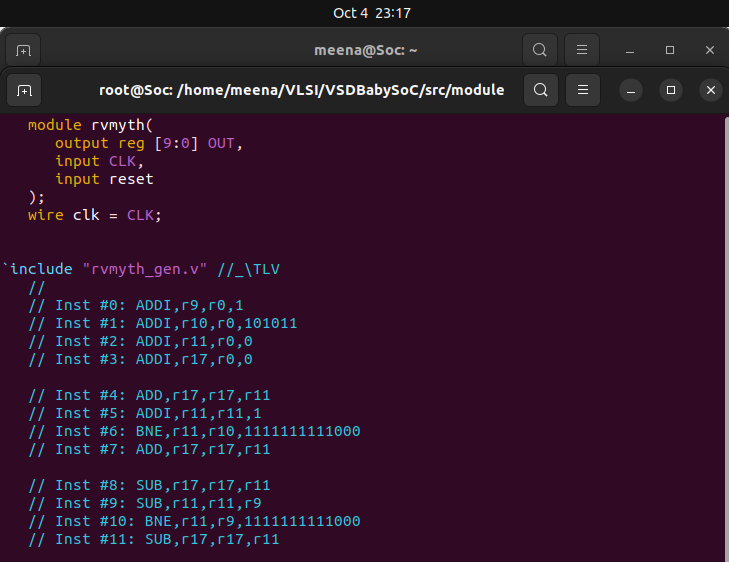 Oct 4 23:17
meena@Soc: ~
root@Soc: /home/meena/VLSI/VSDBabySoC/src/module
module rvmyth(
output reg [9:0] OUT,
input CLK,
input reset
);
wire clk = CLK;
`include "rvmyth_gen.v" //_\TLV
//
// Inst #0: ADDI,r9,r0,1
// Inst #1: ADDI,r10,r0,101011
// Inst #2: ADDI,r11,r0,0
// Inst #3: ADDI,r17,r0,0
// Inst #4: ADD,r17,r17,r11
// Inst #5: ADDI,r11,r11,1
// Inst #6: BNE,r11,r10,1111111111000
// Inst #7: ADD,r17,r17,r11
// Inst #8: SUB,r17,r17,r11
// Inst #9: SUB,r11,r11,r9
// Inst #10: BNE,r11,r9,1111111111000
// Inst #11: SUB,r17,r17,r11